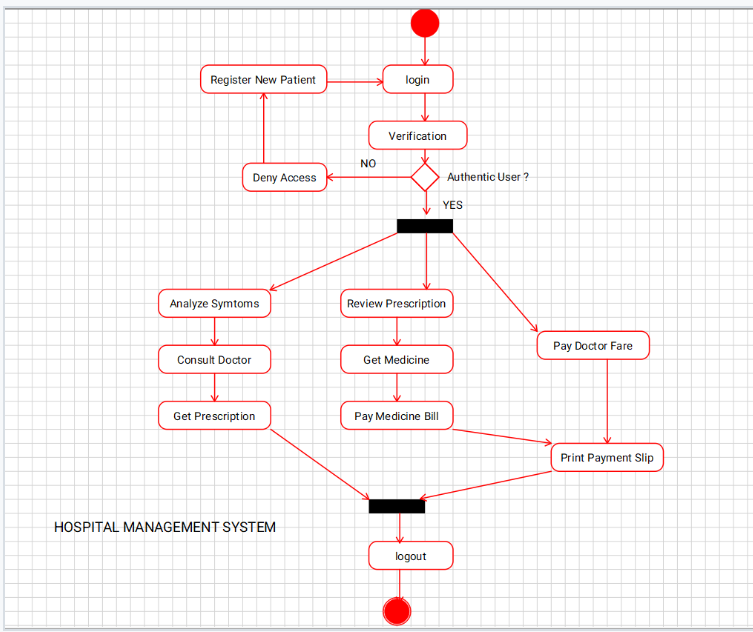 Register New Patient
login
Verification
NO
Deny Access
Authentic User ?
YES
Analyze Symtoms
Review Prescription
Pay Doctor Fare
Consult Doctor
Get Medicine
Get Prescription
Pay Medicine Bill
Print Payment Slip
HOSPITAL MANAGEMENT SYSTEM
logout